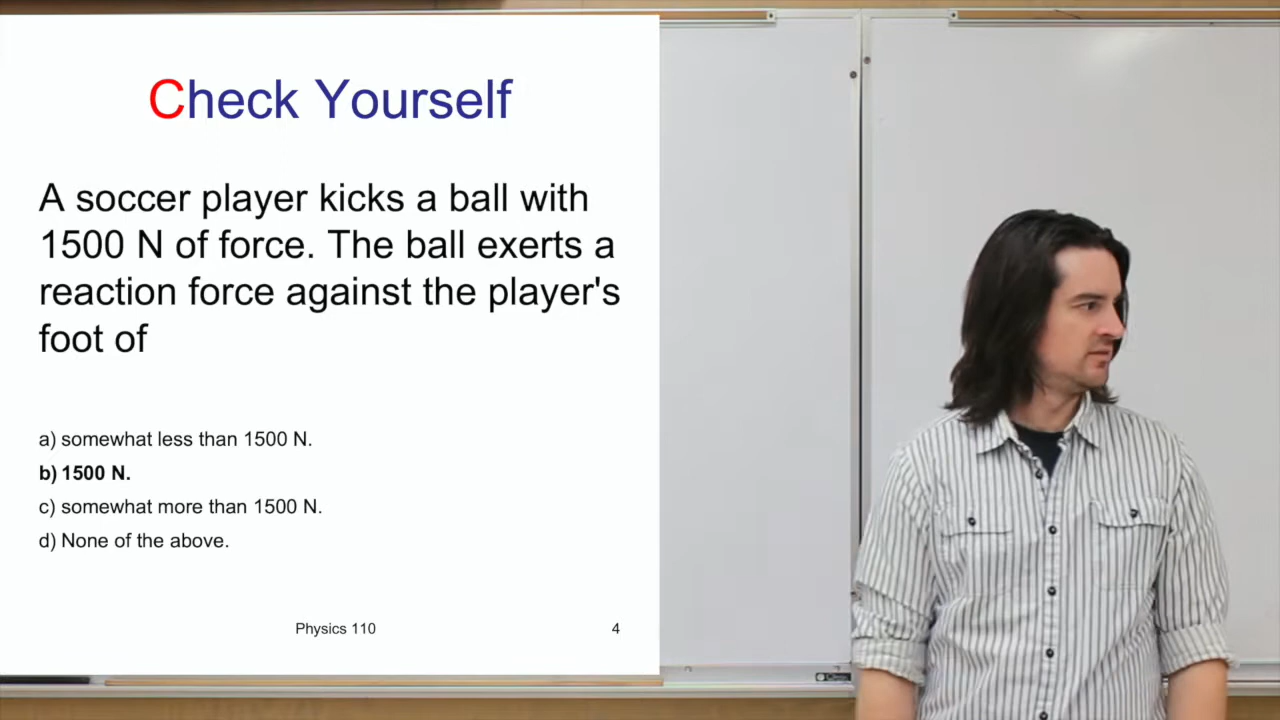 Check Yourself
A soccer player kicks a ball with
1500 N of force. The ball exerts a
reaction force against the player's
foot of
a) somewhat less than 1500 N.
b) 1500 N.
c) somewhat more than 1500 N.
d) None of the above.
Physics 110
4